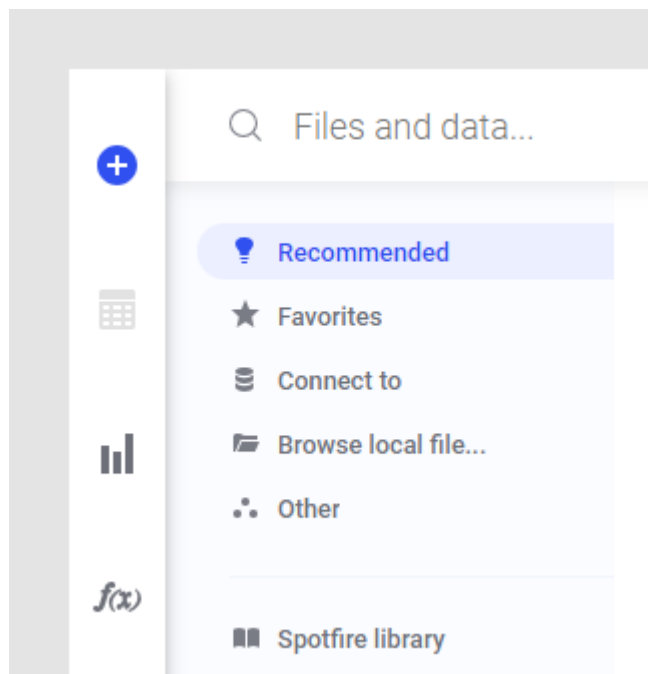 Files and data...
Recommended
Favorites
Connect to
Browse local file...
Other
f(x)
Spotfire library